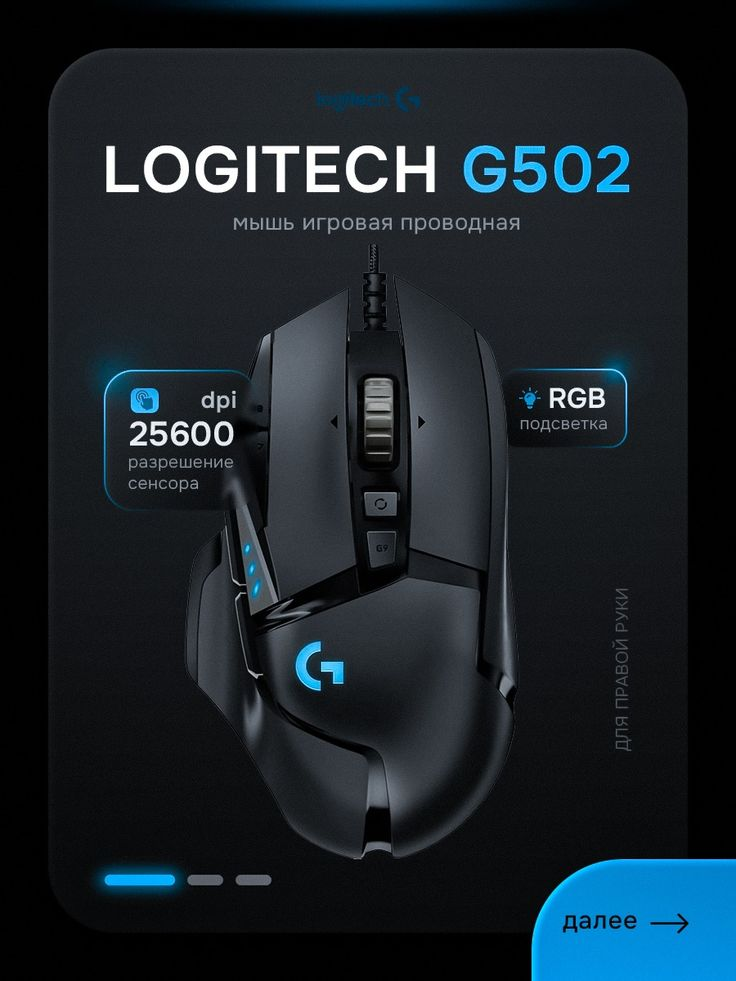 logitech G
LOGITECH G502
мышь игровая проводная
dpi
25600
разрешение
сенсора
RGB
подсветка
G9
ДЛЯ ПРАВОЙ РУКИ
далее →